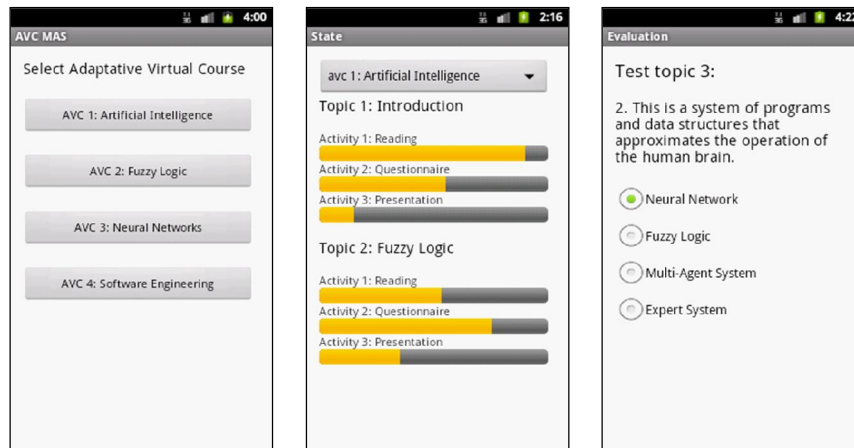 4:00
AVC MAS
Select Adaptative Virtual Course
AVC 1: Artificial Intelligence
AVC 2: Fuzzy Logic
AVC 3: Neural Networks
AVC 4: Software Engineering
2:16
State
avc 1: Artificial Intelligence
Topic 1: Introduction
Activity 1: Reading
Activity 2: Questionnaire
Activity 3: Presentation
Topic 2: Fuzzy Logic
Activity 1: Reading
Activity 2: Questionnaire
Activity 3: Presentation
4:22
Evaluation
Test topic 3:
2. This is a system of programs
and data structures that
approximates the operation of
the human brain.
Neural Network
Fuzzy Logic
Multi-Agent System
Expert System